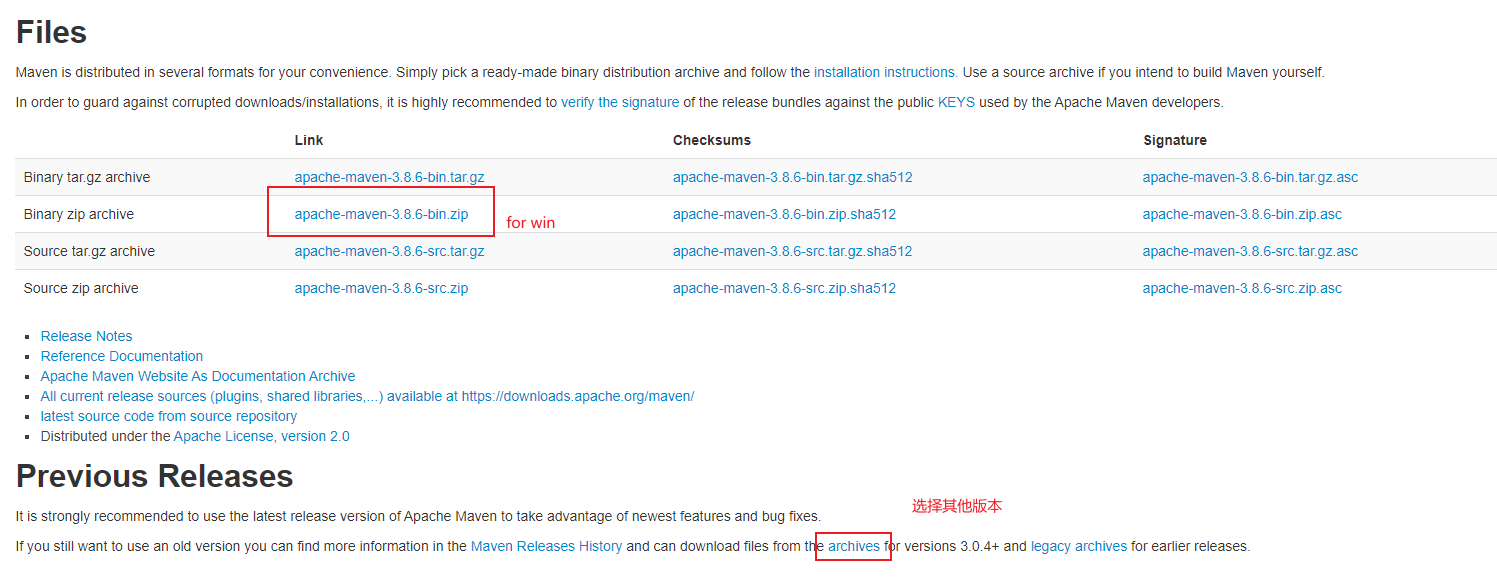 Files
Maven is distributed in several formats for your convenience. Simply pick a ready-made binary distribution archive and follow the installation instructions. Use a source archive if you intend to build Maven yourself.
In order to guard against corrupted downloads/installations, it is highly recommended to verify the signature of the release bundles against the public KEYS used by the Apache Maven developers.
Link Checksums Signature
Binary tar.gz archive apache-maven-3.8.6-bin.tar.gz apache-maven-3.8.6-bin.tar.gz.sha512 apache-maven-3.8.6-bin.tar.gz.asc
Binary zip archive apache-maven-3.8.6-bin.zip for win apache-maven-3.8.6-bin.zip.sha512 apache-maven-3.8.6-bin.zip.asc
Source tar.gz archive apache-maven-3.8.6-src.tar.gz apache-maven-3.8.6-src.tar.gz.sha512 apache-maven-3.8.6-src.tar.gz.asc
Source zip archive apache-maven-3.8.6-src.zip apache-maven-3.8.6-src.zip.sha512 apache-maven-3.8.6-src.zip.asc
Release Notes
Reference Documentation
Apache Maven Website As Documentation Archive
All current release sources (plugins, shared libraries,...) available at https://downloads.apache.org/maven/
latest source code from source repository
Distributed under the Apache License, version 2.0
Previous Releases
选择其他版本
It is strongly recommended to use the latest release version of Apache Maven to take advantage of newest features and bug fixes.
If you still want to use an old version you can find more information in the Maven Releases History and can download files from the archives for versions 3.0.4+ and legacy archives for earlier releases.